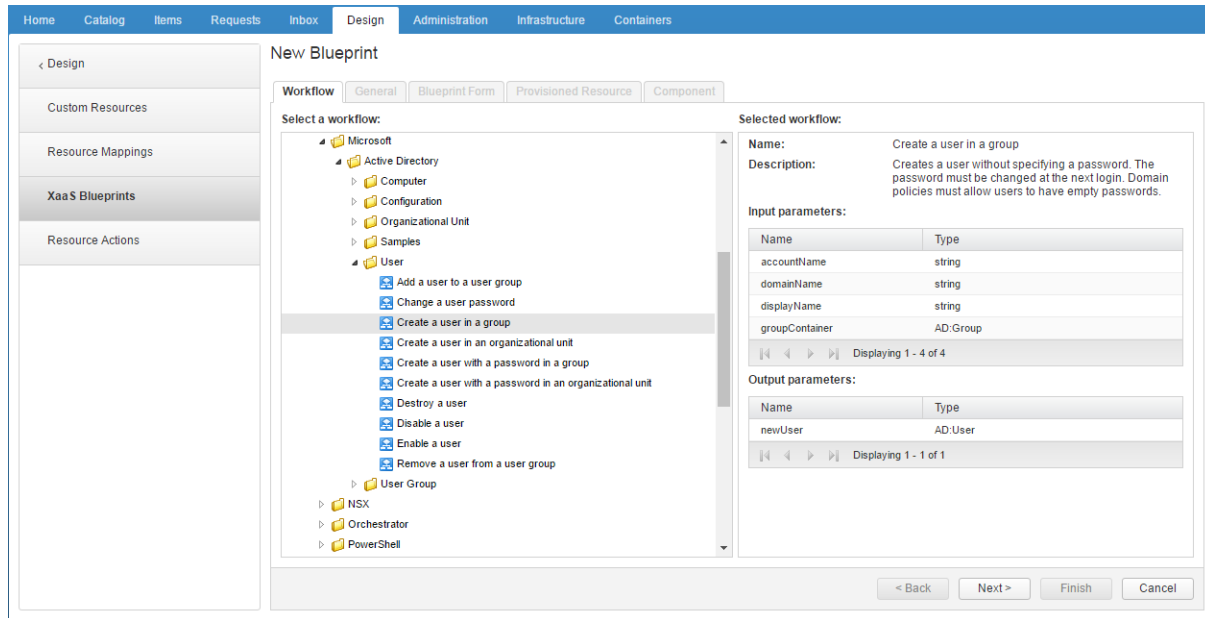 Home Catalog Items Requests Inbox Design Administration Infrastructure Containers
< Design
Custom Resources
Resource Mappings
XaaS Blueprints
Resource Actions
New Blueprint
Workflow General Blueprint Form Provisioned Resource Component
Select a workflow:
Microsoft
Active Directory
Computer
Configuration
Organizational Unit
Samples
User
Add a user to a user group
Change a user password
Create a user in a group
Create a user in an organizational unit
Create a user with a password in a group
Create a user with a password in an organizational unit
Destroy a user
Disable a user
Enable a user
Remove a user from a user group
User Group
NSX
Orchestrator
PowerShell
Selected workflow:
Name: Create a user in a group
Description: Creates a user without specifying a password. The
password must be changed at the next login. Domain
policies must allow users to have empty passwords.
Input parameters:
Name Type
accountName string
domainName string
displayName string
groupContainer AD:Group
Displaying 1 - 4 of 4
Output parameters:
Name Type
newUser AD:User
Displaying 1 - 1 of 1
< Back Next > Finish Cancel